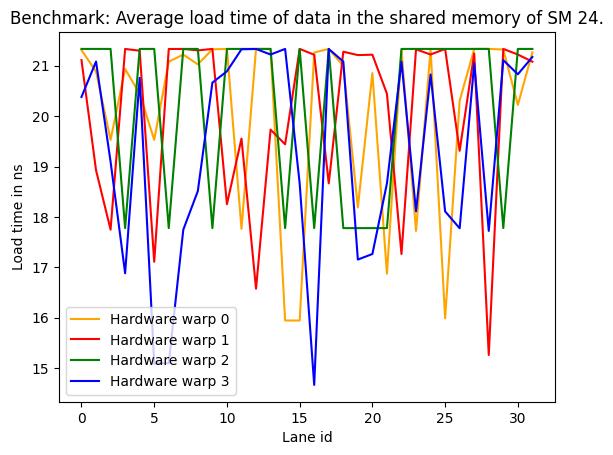 Benchmark: Average load time of data in the shared memory of SM 24.
Load time in ns
21
20
19
18
17
16
15
Hardware warp 0
Hardware warp 1
Hardware warp 2
Hardware warp 3
0 5 10 15 20 25 30
Lane id